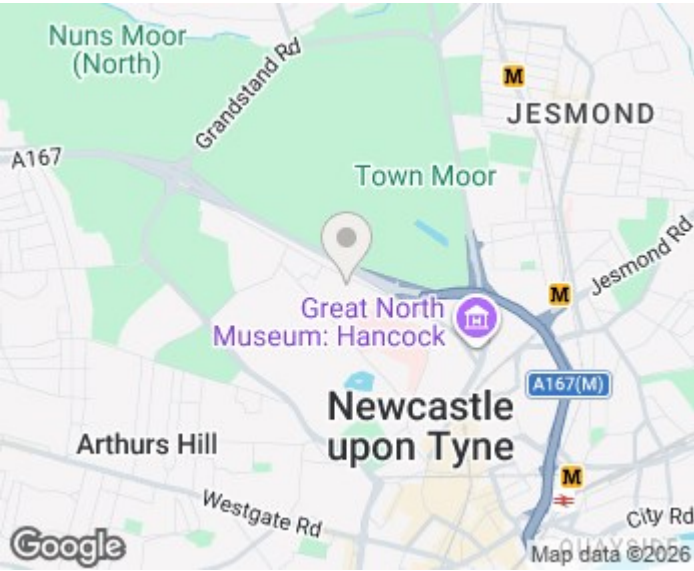 Nuns Moor
(North)
Grandstand Rd
M
JESMOND
A167
Town Moor
Jesmond Rd
M
Great North
Museum: Hancock
A167(M)
Newcastle
upon Tyne
Arthurs Hill
M
Westgate Rd
City Rd
QUAYSIDE
Google
Map data ©2026